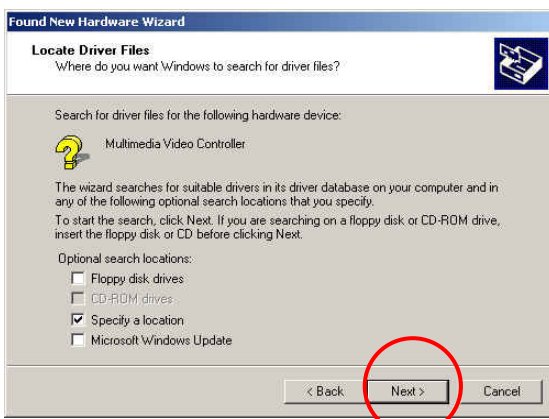 Found New Hardware Wizard
Locate Driver Files
Where do you want Windows to search for driver files?
Search for driver files for the following hardware device:
Multimedia Video Controller
The wizard searches for suitable drivers in its driver database on your computer and in
any of the following optional search locations that you specify.
To start the search, click Next. If you are searching on a floppy disk or CD-ROM drive,
insert the floppy disk or CD before clicking Next.
Optional search locations:
Floppy disk drives
CD-ROM drives
Specify a location
Microsoft Windows Update
< Back Next > Cancel